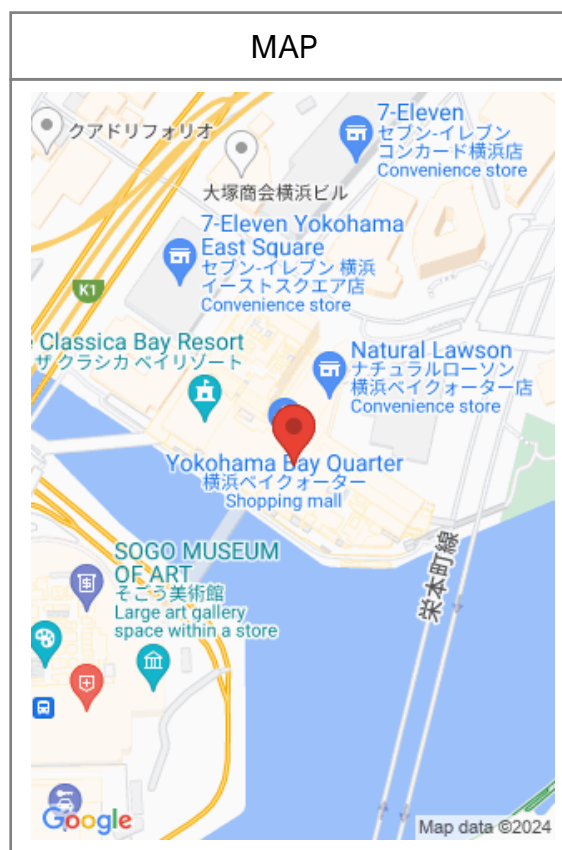 MAP
7-Eleven
セブン-イレブン
コンカード横浜店
Convenience store
クアドリフォリオ
大塚商会横浜ビル
7-Eleven Yokohama
East Square
セブン-イレブン 横浜
イーストスクエア店
Convenience store
K1
Classica Bay Resort
ザ クラシカ ベイリゾート
Natural Lawson
ナチュラルローソン
横浜ベイクォーター店
Convenience store
Yokohama Bay Quarter
横浜ベイクォーター
Shopping mall
SOGO MUSEUM
OF ART
そごう美術館
Large art gallery
space within a store
栄本町線
Google
Map data ©2024